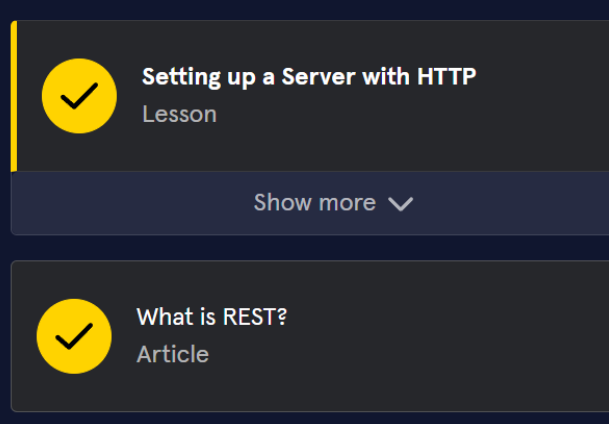 Setting up a Server with HTTP
Lesson
Show more
What is REST?
Article